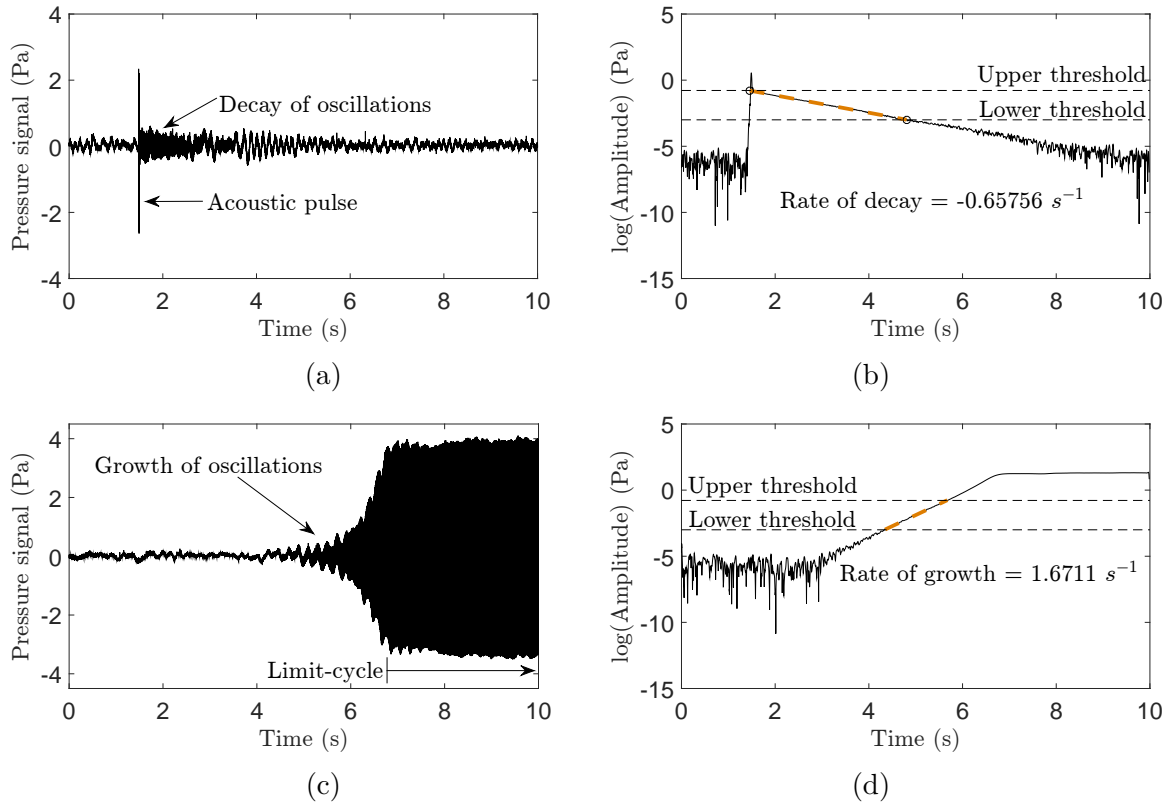 4
2
0
-2
-4
Pressure signal (Pa)
Decay of oscillations
Acoustic pulse
0 2 4 6 8 10
Time (s)
(a)
5
0
-5
-10
-15
log(Amplitude) (Pa)
Upper threshold
Lower threshold
Rate of decay = -0.65756 s⁻¹
0 2 4 6 8 10
Time (s)
(b)
4
2
0
-2
-4
Pressure signal (Pa)
Growth of oscillations
Limit-cycle
0 2 4 6 8 10
Time (s)
(c)
5
0
-5
-10
-15
log(Amplitude) (Pa)
Upper threshold
Lower threshold
Rate of growth = 1.6711 s⁻¹
0 2 4 6 8 10
Time (s)
(d)